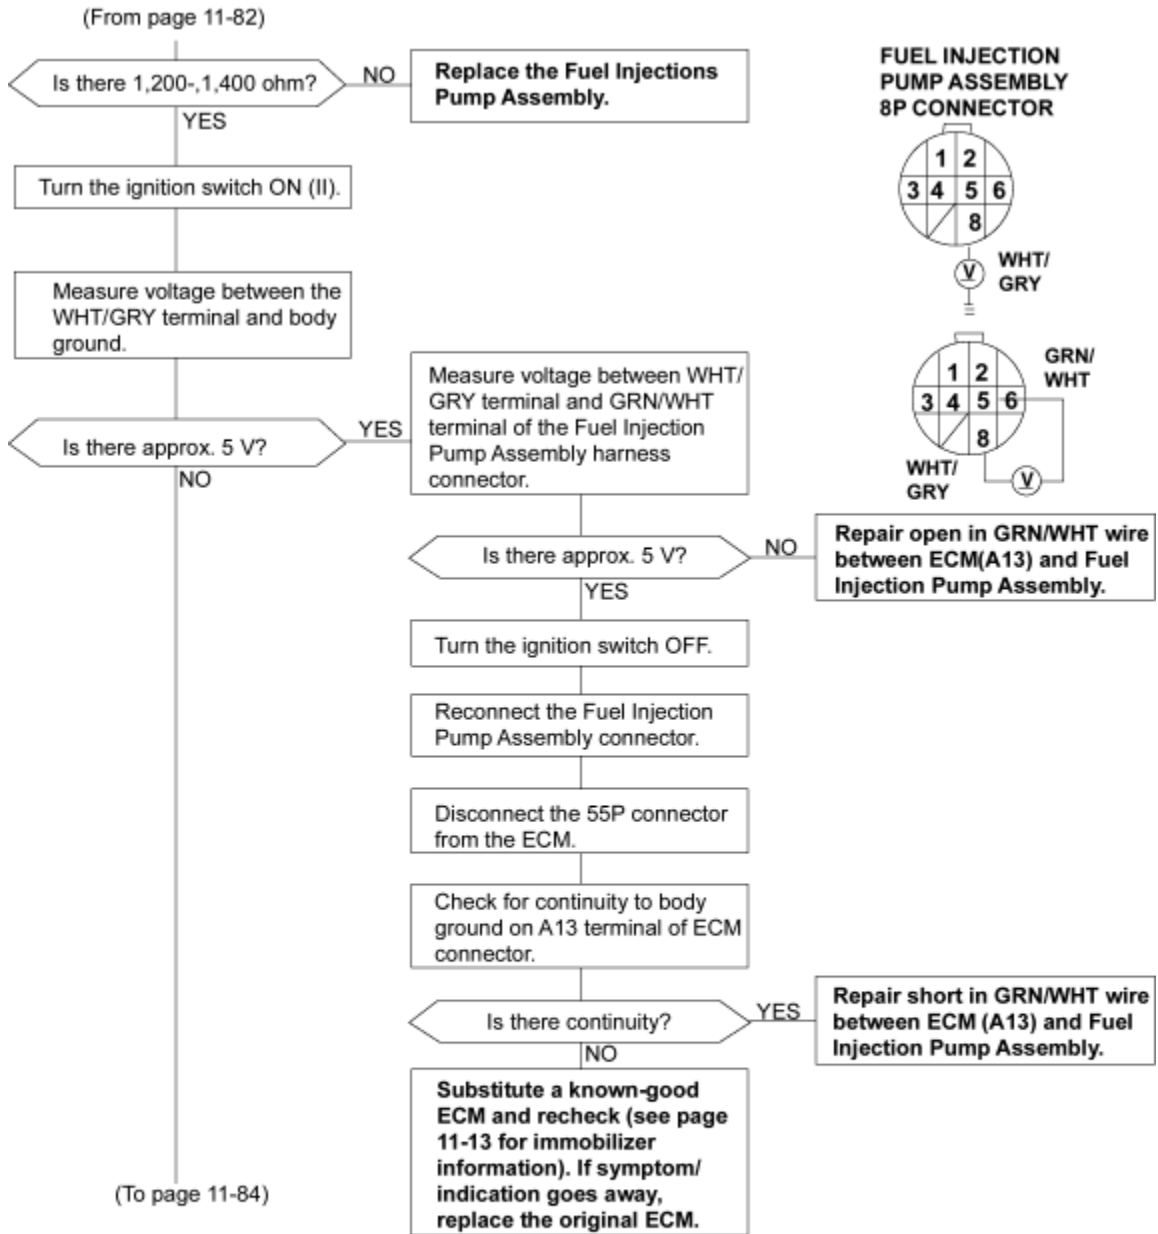 (From page 11-82)
Is there 1,200-,1,400 ohm?
NO
Replace the Fuel Injections
Pump Assembly.
YES
Turn the ignition switch ON (II).
Measure voltage between the
WHT/GRY terminal and body
ground.
Is there approx. 5 V?
YES
NO
Measure voltage between WHT/
GRY terminal and GRN/WHT
terminal of the Fuel Injection
Pump Assembly harness
connector.
FUEL INJECTION
PUMP ASSEMBLY
8P CONNECTOR
1 2
3 4 5 6
8
V
WHT/
GRY
1 2
3 4 5 6
8
GRN/
WHT
WHT/
GRY
V
Is there approx. 5 V?
NO
Repair open in GRN/WHT wire
between ECM(A13) and Fuel
Injection Pump Assembly.
YES
Turn the ignition switch OFF.
Reconnect the Fuel Injection
Pump Assembly connector.
Disconnect the 55P connector
from the ECM.
Check for continuity to body
ground on A13 terminal of ECM
connector.
Is there continuity?
YES
Repair short in GRN/WHT wire
between ECM (A13) and Fuel
Injection Pump Assembly.
NO
Substitute a known-good
ECM and recheck (see page
11-13 for immobilizer
information). If symptom/
indication goes away,
replace the original ECM.
(To page 11-84)